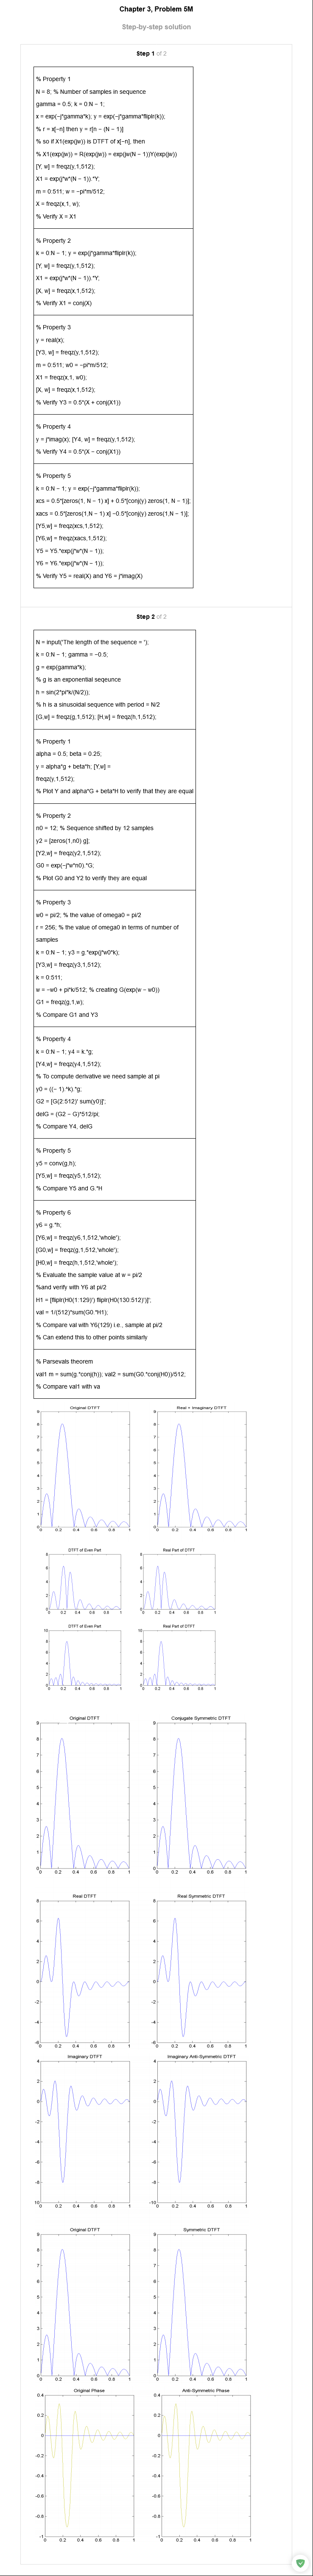 Chapter 3, Problem 5M
Step-by-step solution
Step 1 of 2
% Property 1
N = 8; % Number of samples in sequence
gamma = 0.5; k = 0:N − 1;
x = exp(−j*gamma*k); y = exp(−j*gamma*fliplr(k));
% r = x[−n] then y = r[n − (N − 1)]
% so if X1(exp(jw)) is DTFT of x[−n], then
% X1(exp(jw)) = R(exp(jw)) = exp(jw(N − 1))Y(exp(jw))
[Y, w] = freqz(y,1,512);
X1 = exp(j*w*(N − 1)).*Y;
m = 0:511; w = −pi*m/512;
X = freqz(x,1, w);
% Verify X = X1
% Property 2
k = 0:N − 1; y = exp(j*gamma*fliplr(k));
[Y, w] = freqz(y,1,512);
X1 = exp(j*w*(N − 1)).*Y;
[X, w] = freqz(x,1,512);
% Verify X1 = conj(X)
% Property 3
y = real(x);
[Y3, w] = freqz(y,1,512);
m = 0:511; w0 = −pi*m/512;
X1 = freqz(x,1, w0);
[X, w] = freqz(x,1,512);
% Verify Y3 = 0.5*(X + conj(X1))
% Property 4
y = j*imag(x); [Y4, w] = freqz(y,1,512);
% Verify Y4 = 0.5*(X − conj(X1))
% Property 5
k = 0:N − 1; y = exp(−j*gamma*fliplr(k));
xcs = 0.5*[zeros(1, N − 1) x] + 0.5*[conj(y) zeros(1, N − 1)];
xacs = 0.5*[zeros(1,N − 1) x] −0.5*[conj(y) zeros(1,N − 1)];
[Y5,w] = freqz(xcs,1,512);
[Y6,w] = freqz(xacs,1,512);
Y5 = Y5.*exp(j*w*(N − 1));
Y6 = Y6.*exp(j*w*(N − 1));
% Verify Y5 = real(X) and Y6 = j*imag(X)
Step 2 of 2
N = input('The length of the sequence = ');
k = 0:N − 1; gamma = −0.5;
g = exp(gamma*k);
% g is an exponential seqeunce
h = sin(2*pi*k/(N/2));
% h is a sinusoidal sequence with period = N/2
[G,w] = freqz(g,1,512); [H,w] = freqz(h,1,512);
% Property 1
alpha = 0.5; beta = 0.25;
y = alpha*g + beta*h; [Y,w] =
freqz(y,1,512);
% Plot Y and alpha*G + beta*H to verify that they are equal
% Property 2
n0 = 12; % Sequence shifted by 12 samples
y2 = [zeros(1,n0) g];
[Y2,w] = freqz(y2,1,512);
G0 = exp(−j*w*n0).*G;
% Plot G0 and Y2 to verify they are equal
% Property 3
w0 = pi/2; % the value of omega0 = pi/2
r = 256; % the value of omega0 in terms of number of
samples
k = 0:N − 1; y3 = g.*exp(j*w0*k);
[Y3,w] = freqz(y3,1,512);
k = 0:511;
w = −w0 + pi*k/512; % creating G(exp(w − w0))
G1 = freqz(g,1,w);
% Compare G1 and Y3
% Property 4
k = 0:N − 1; y4 = k.*g;
[Y4,w] = freqz(y4,1,512);
% To compute derivative we need sample at pi
y0 = ((− 1).^k).*g;
G2 = [G(2:512)' sum(y0)]';
delG = (G2 − G)*512/pi;
% Compare Y4, delG
% Property 5
y5 = conv(g,h);
[Y5,w] = freqz(y5,1,512);
% Compare Y5 and G.*H
% Property 6
y6 = g.*h;
[Y6,w] = freqz(y6,1,512,'whole');
[G0,w] = freqz(g,1,512,'whole');
[H0,w] = freqz(h,1,512,'whole');
% Evaluate the sample value at w = pi/2
%and verify with Y6 at pi/2
H1 = [fliplr(H0(1:129)') fliplr(H0(130:512)')]';
val = 1/(512)*sum(G0.*H1);
% Compare val with Y6(129) i.e., sample at pi/2
% Can extend this to other points similarly
% Parsevals theorem
val1 m = sum(g.*conj(h)); val2 = sum(G0.*conj(H0))/512;
% Compare val1 with va
Original DTFT Real + Imaginary DTFT
DTFT of Even Part Real Part of DTFT
DTFT of Even Part Real Part of DTFT
Original DTFT Conjugate Symmetric DTFT
Real DTFT Real Symmetric DTFT
Imaginary DTFT Imaginary Anti-Symmetric DTFT
Original DTFT Symmetric DTFT
Original Phase Anti-Symmetric Phase